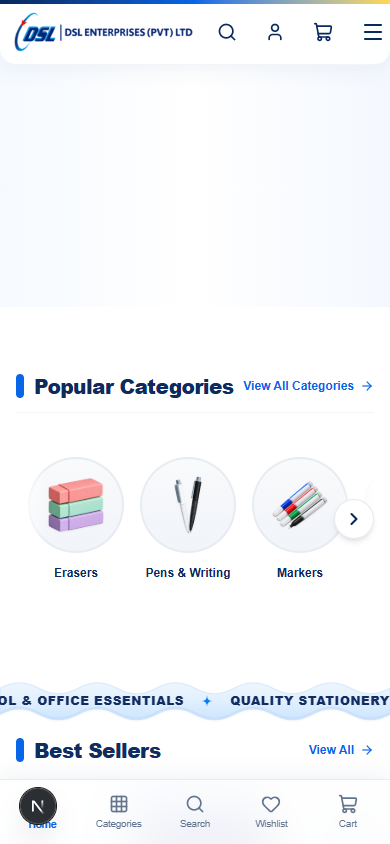 DSL DSL ENTERPRISES (PVT) LTD
Popular Categories View All Categories →
Erasers Pens & Writing Markers
OL & OFFICE ESSENTIALS ✦ QUALITY STATIONERY
Best Sellers View All →
N
Home Categories Search Wishlist Cart